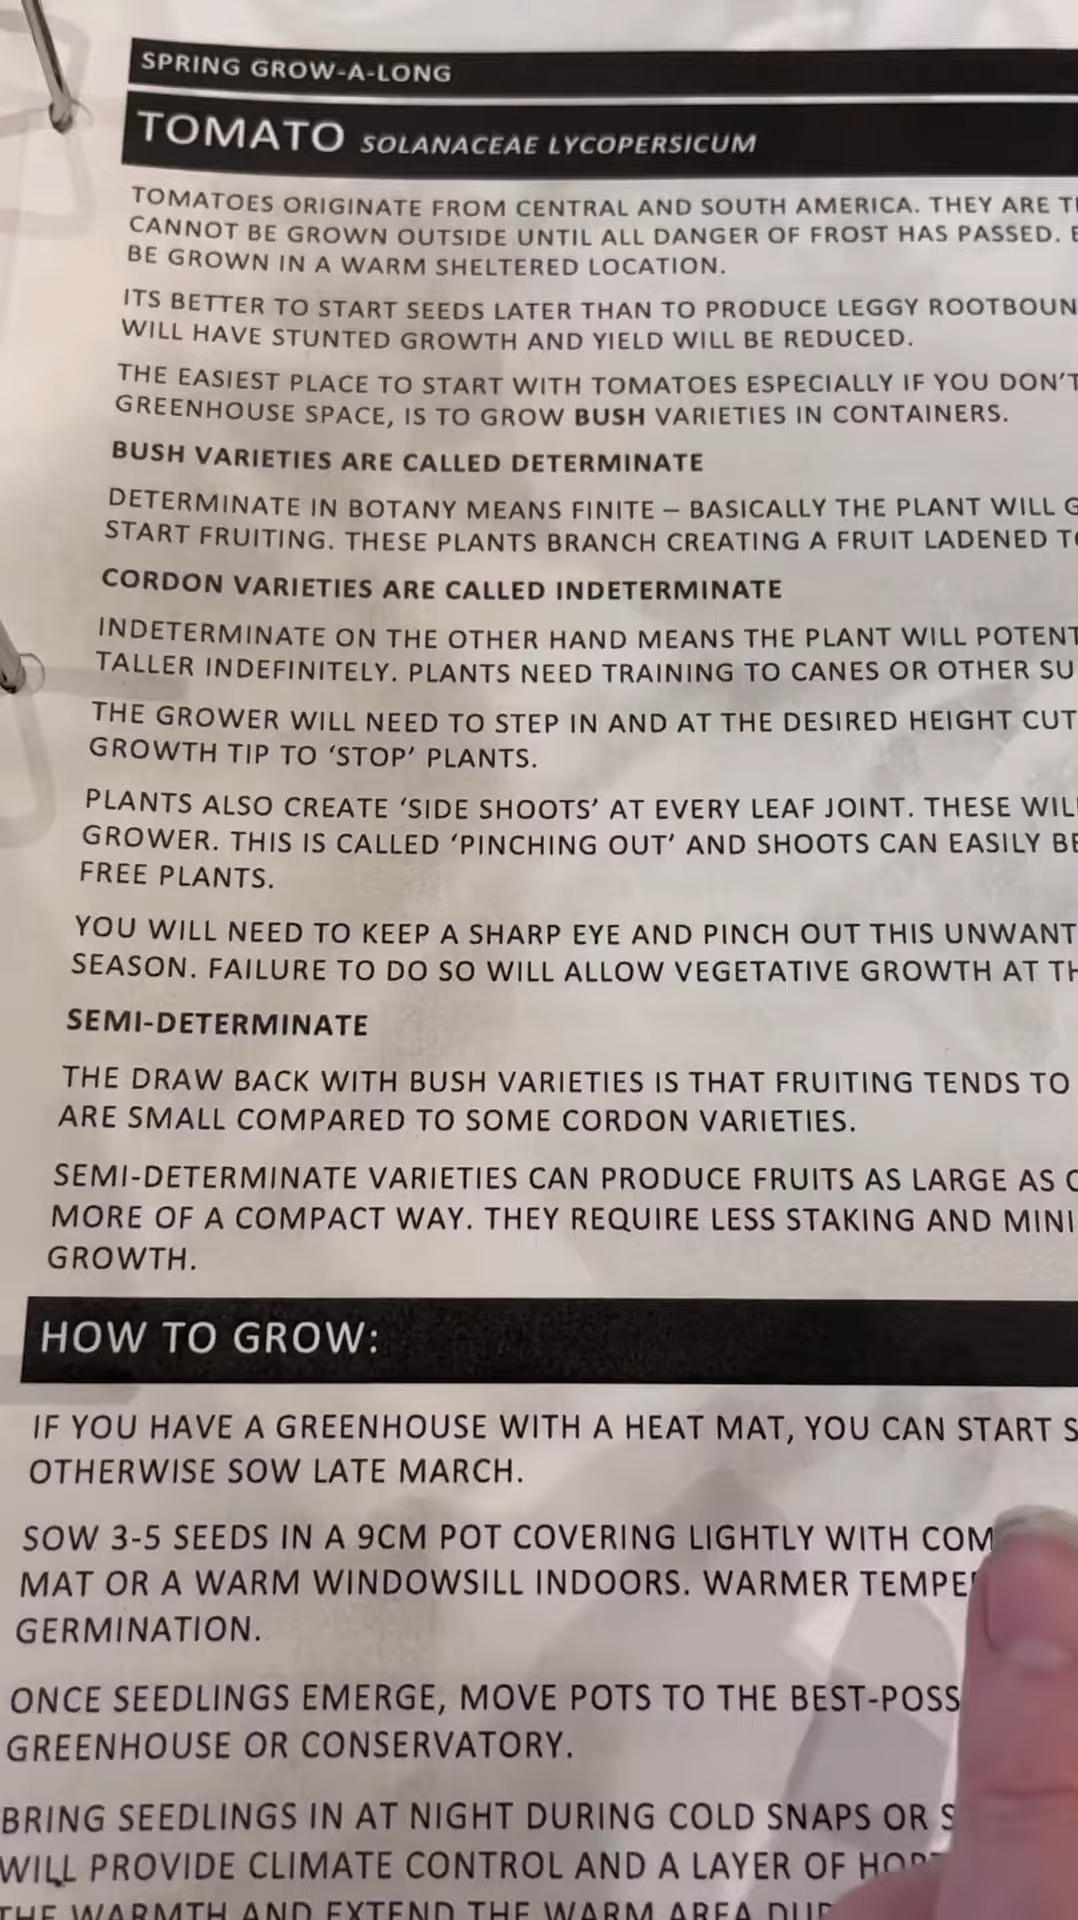 SPRING GROW-A-LONG
TOMATO SOLANACEAE LYCOPERSICUM
TOMATOES ORIGINATE FROM CENTRAL AND SOUTH AMERICA. THEY ARE
CANNOT BE GROWN OUTSIDE UNTIL ALL DANGER OF FROST HAS PASSED.
BE GROWN IN A WARM SHELTERED LOCATION.
ITS BETTER TO START SEEDS LATER THAN TO PRODUCE LEGGY
WILL HAVE STUNTED GROWTH AND YIELD WILL BE REDUCED.
THE EASIEST PLACE TO START WITH TOMATOES ESPECIALLY IF YOU DON'T
GREENHOUSE SPACE, IS TO GROW BUSH VARIETIES IN CONTAINERS.
BUSH VARIETIES ARE CALLED DETERMINATE
DETERMINATE IN BOTANY MEANS FINITE – BASICALLY THE PLANT WILL
START FRUITING. THESE PLANTS BRANCH CREATING A FRUIT LADENED
CORDON VARIETIES ARE CALLED INDETERMINATE
INDETERMINATE ON THE OTHER HAND MEANS THE PLANT WILL
TALLER INDEFINITELY. PLANTS NEED TRAINING TO CANES OR OTHER
THE GROWER WILL NEED TO STEP IN AND AT THE DESIRED HEIGHT CUT
GROWTH TIP TO ‘STOP’ PLANTS.
PLANTS ALSO CREATE ‘SIDE SHOOTS’ AT EVERY LEAF JOINT. THESE
GROWER. THIS IS CALLED ‘PINCHING OUT’ AND SHOOTS CAN EASILY BE
FREE PLANTS.
YOU WILL NEED TO KEEP A SHARP EYE AND PINCH OUT THIS
SEASON. FAILURE TO DO SO WILL ALLOW VEGETATIVE GROWTH AT
SEMI-DETERMINATE
THE DRAW BACK WITH BUSH VARIETIES IS THAT FRUITING TENDS TO
ARE SMALL COMPARED TO SOME CORDON VARIETIES.
SEMI-DETERMINATE VARIETIES CAN PRODUCE FRUITS AS LARGE AS
MORE OF A COMPACT WAY. THEY REQUIRE LESS STAKING AND
GROWTH.
HOW TO GROW:
IF YOU HAVE A GREENHOUSE WITH A HEAT MAT, YOU CAN START
OTHERWISE SOW LATE MARCH.
SOW 3-5 SEEDS IN A 9CM POT COVERING LIGHTLY WITH
MAT OR A WARM WINDOWSILL INDOORS. WARMER
GERMINATION.
ONCE SEEDLINGS EMERGE, MOVE POTS TO THE
GREENHOUSE OR CONSERVATORY.
BRING SEEDLINGS IN AT NIGHT DURING COLD SNAPS OR
WILL PROVIDE CLIMATE CONTROL AND A LAYER OF
THE WARMTH AND EXTEND THE WARM AREA